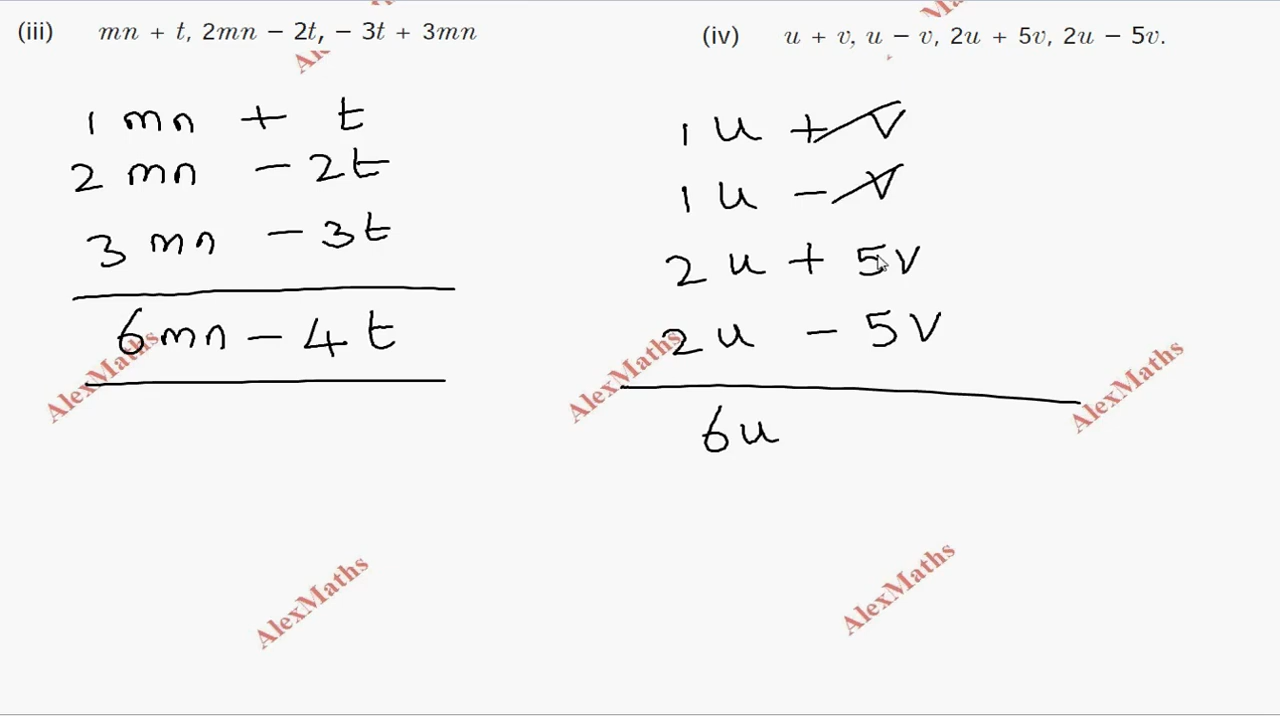 (iii) mn + t, 2mn − 2t, − 3t + 3mn
1 mn + t
2 mn − 2t
3 mn − 3t
6mn − 4t
(iv) u + v, u − v, 2u + 5v, 2u − 5v.
1 u + v
1 u − v
2 u + 5v
2 u − 5v
6u
AlexMaths
AlexMaths
AlexMaths
AlexMaths
AlexMaths